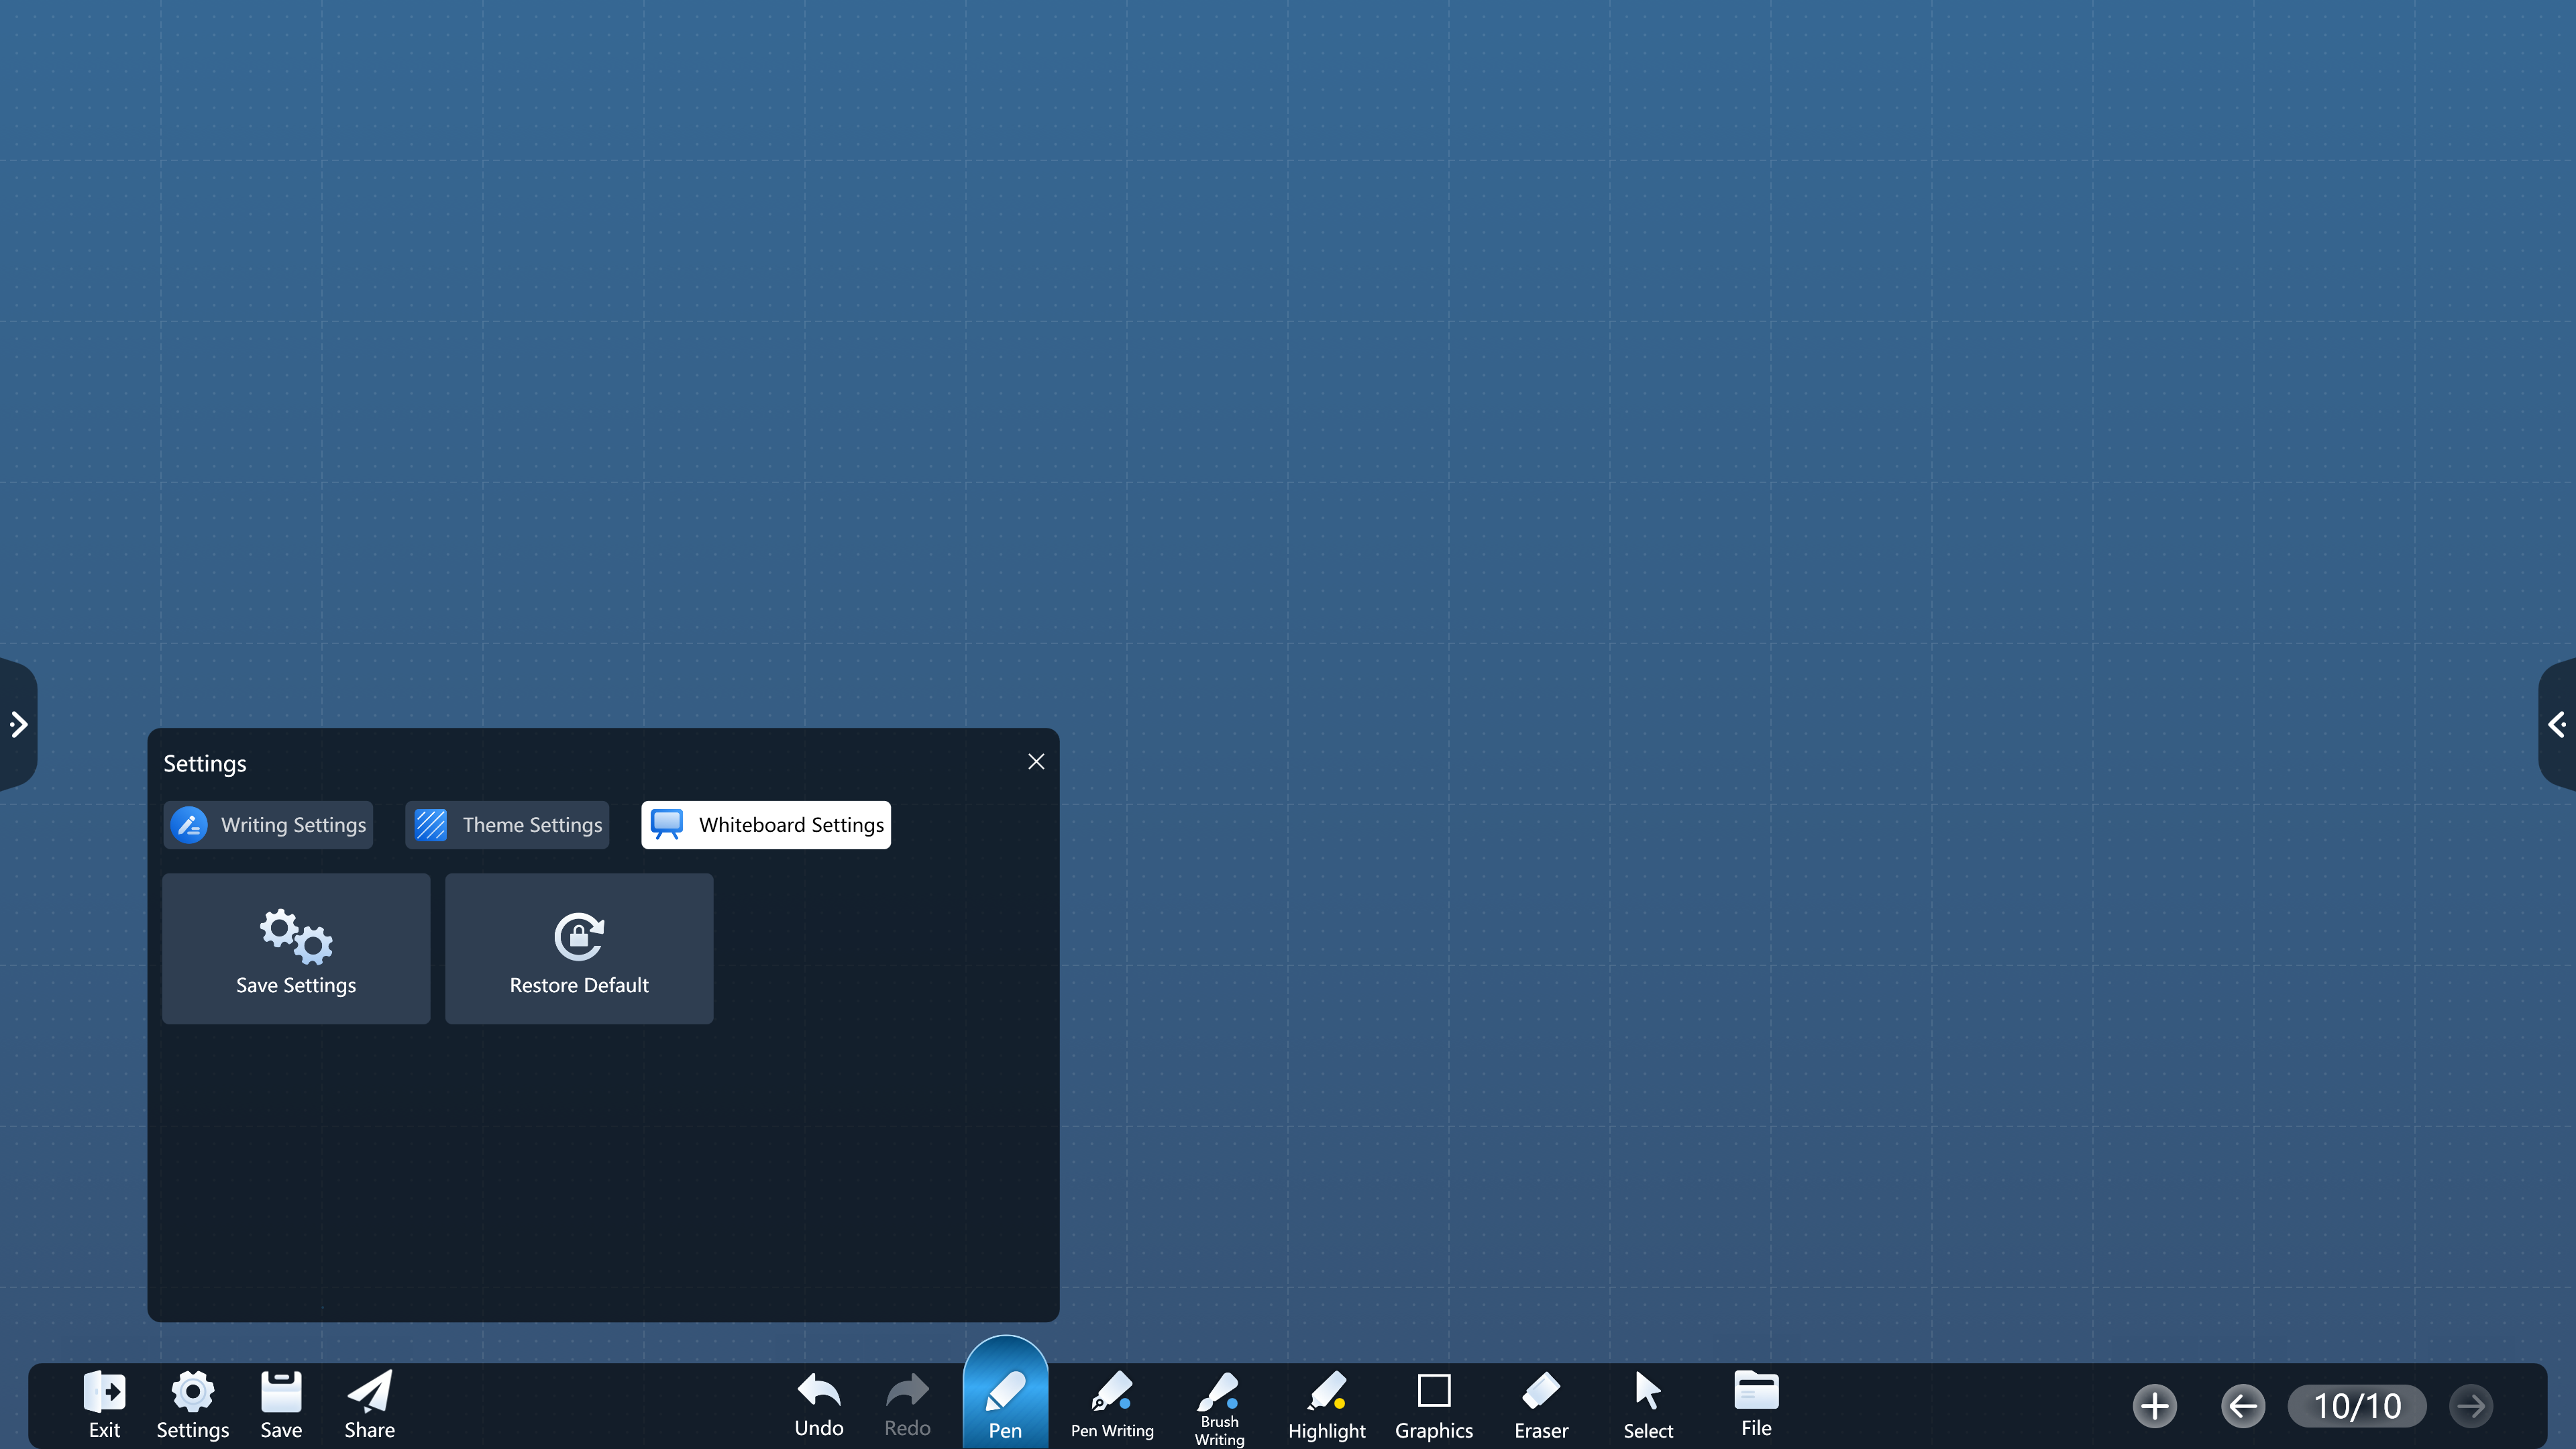 Settings
Writing Settings
Theme Settings
Whiteboard Settings
Save Settings
Restore Default
Exit
Settings
Save
Share
Undo
Redo
Pen
Pen Writing
Brush
Writing
Highlight
Graphics
Eraser
Select
File
10/10